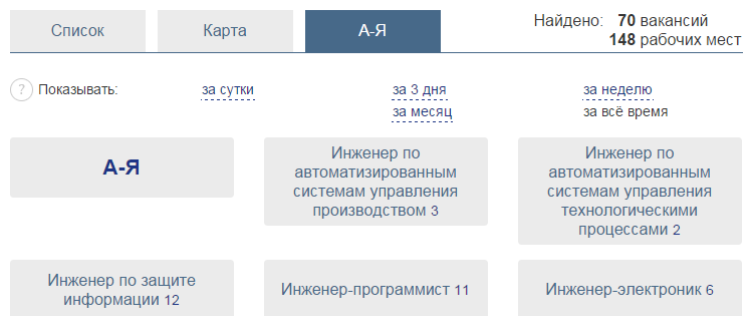 Список Карта А-Я Найдено: 70 вакансий
148 рабочих мест
? Показывать: за сутки за 3 дня за неделю
за месяц за всё время
А-Я
Инженер по
автоматизированным
системам управления
производством 3
Инженер по
автоматизированным
системам управления
технологическими
процессами 2
Инженер по защите
информации 12
Инженер-программист 11
Инженер-электроник 6